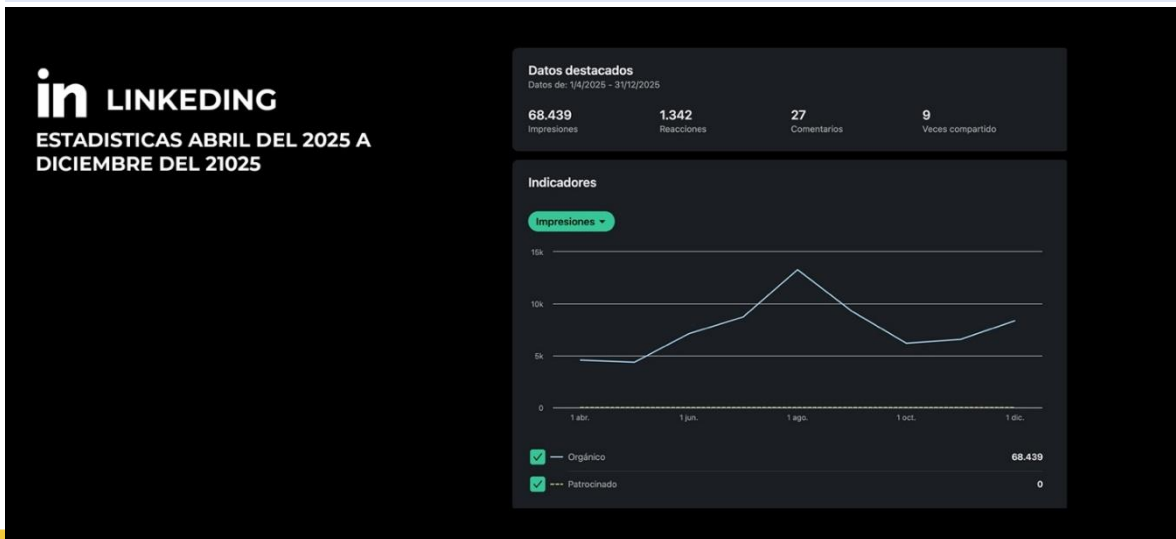 in LINKEDING
ESTADISTICAS ABRIL DEL 2025 A
DICIEMBRE DEL 21025
Datos destacados
Datos de: 1/4/2025 - 31/12/2025
68.439 1.342 27 9
Impresiones Reacciones Comentarios Veces compartido
Indicadores
Impresiones
15k
10k
5k
0
1 abr. 1 jun. 1 ago. 1 oct. 1 dic.
Orgánico 68.439
Patrocinado 0